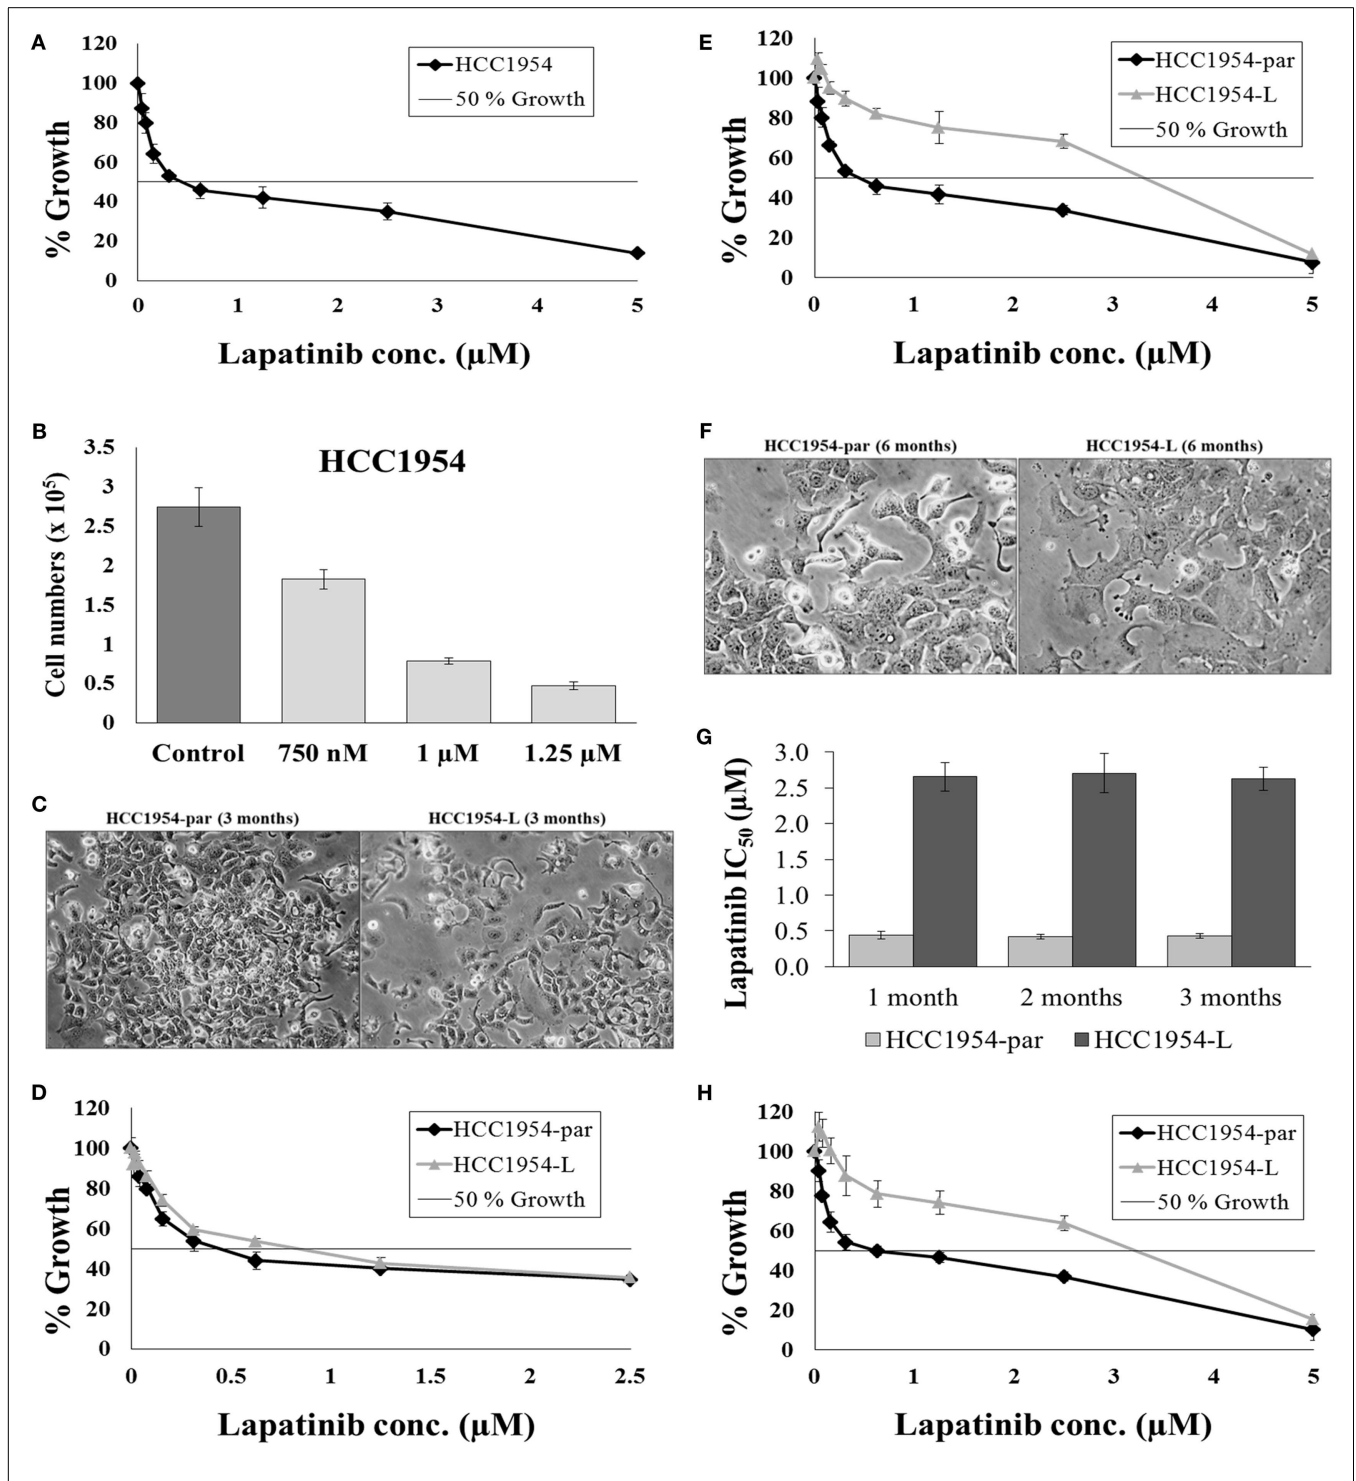 A
120
100
80
60
40
20
0
% Growth
HCC1954
50 % Growth
0 1 2 3 4 5
Lapatinib conc. (µM)
B
HCC1954
3.5
3
2.5
2
1.5
1
0.5
0
Cell numbers (x 10⁵)
Control 750 nM 1 µM 1.25 µM
C
HCC1954-par (3 months) HCC1954-L (3 months)
D
120
100
80
60
40
20
0
% Growth
HCC1954-par
HCC1954-L
50 % Growth
0 0.5 1 1.5 2 2.5
Lapatinib conc. (µM)
E
120
100
80
60
40
20
0
% Growth
HCC1954-par
HCC1954-L
50 % Growth
0 1 2 3 4 5
Lapatinib conc. (µM)
F
HCC1954-par (6 months) HCC1954-L (6 months)
G
3.0
2.5
2.0
1.5
1.0
0.5
0.0
Lapatinib IC₅₀ (µM)
1 month 2 months 3 months
HCC1954-par HCC1954-L
H
120
100
80
60
40
20
0
% Growth
HCC1954-par
HCC1954-L
50 % Growth
0 1 2 3 4 5
Lapatinib conc. (µM)